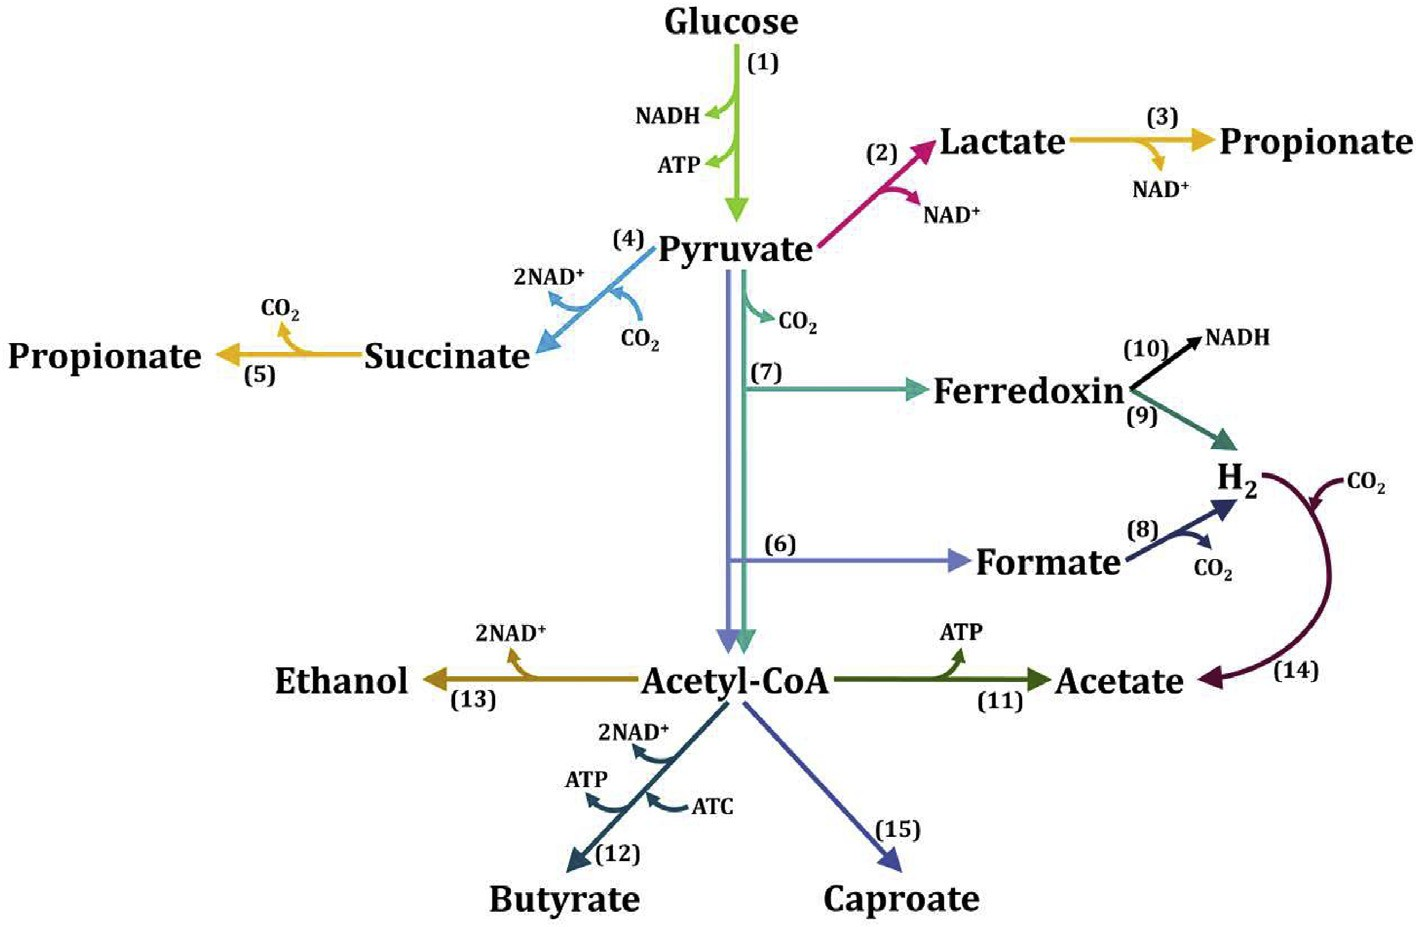 Glucose
(1)
NADH
ATP
(2)
Lactate
(3)
Propionate
NAD⁺
NAD⁺
(4)
Pyruvate
2NAD⁺
CO₂
CO₂
CO₂
Propionate
(5)
Succinate
(7)
Ferredoxin
(10)
NADH
(9)
H₂
CO₂
(6)
Formate
(8)
CO₂
2NAD⁺
ATP
Ethanol
(13)
Acetyl-CoA
(11)
Acetate
(14)
2NAD⁺
ATP
ATC
(12)
(15)
Butyrate
Caproate